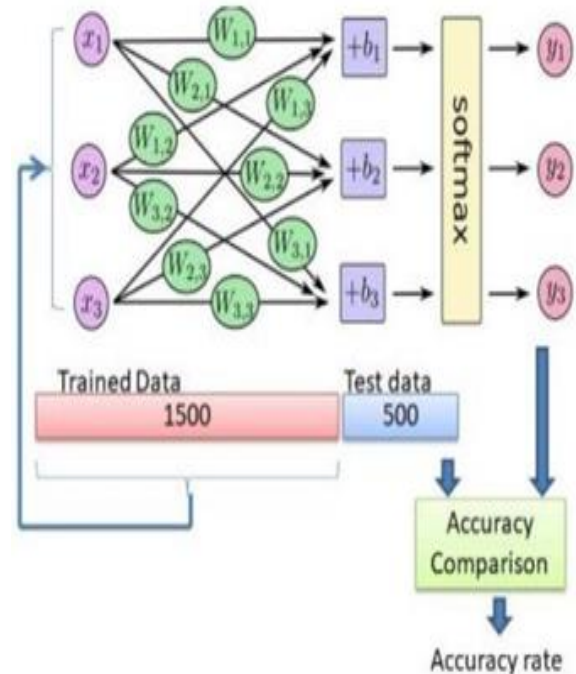 x₁ W₁,₁ +b₁ y₁
W₂,₁ W₁,₃
W₁,₂
x₂ W₂,₂ +b₂ softmax y₂
W₃,₂
W₂,₃ W₃,₁
x₃ W₃,₃ +b₃ y₃
Trained Data Test data
1500 500
Accuracy
Comparison
Accuracy rate